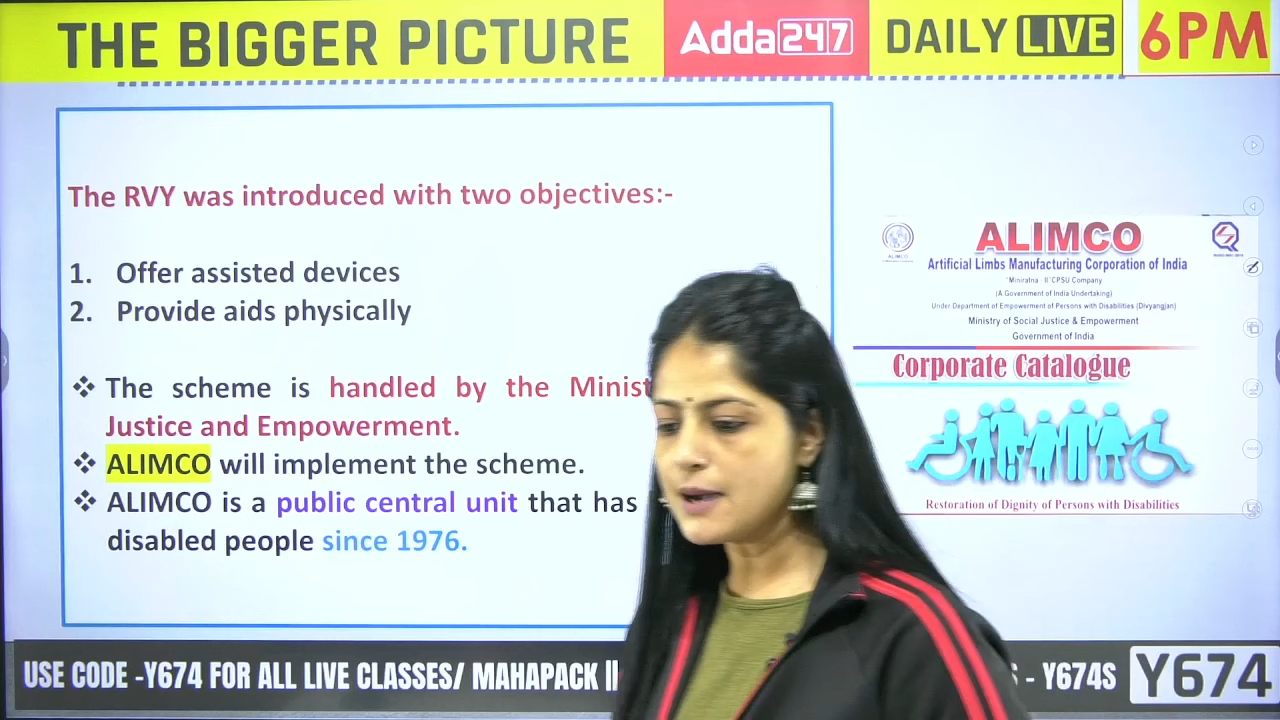 THE BIGGER PICTURE
Adda247
DAILY LIVE
6PM
The RVY was introduced with two objectives:-
1. Offer assisted devices
2. Provide aids physically
❖ The scheme is handled by the Minist
Justice and Empowerment.
❖ ALIMCO will implement the scheme.
❖ ALIMCO is a public central unit that has
disabled people since 1976.
ALIMCO
Artificial Limbs Manufacturing Corporation of India
"Miniratna - II" CPSU Company
(A Government of India Undertaking)
Under Department of Empowerment of Persons with Disabilities (Divyangjan)
Ministry of Social Justice & Empowerment
Government of India
Corporate Catalogue
Restoration of Dignity of Persons with Disabilities
USE CODE -Y674 FOR ALL LIVE CLASSES/ MAHAPACK ||
- Y674S
Y674